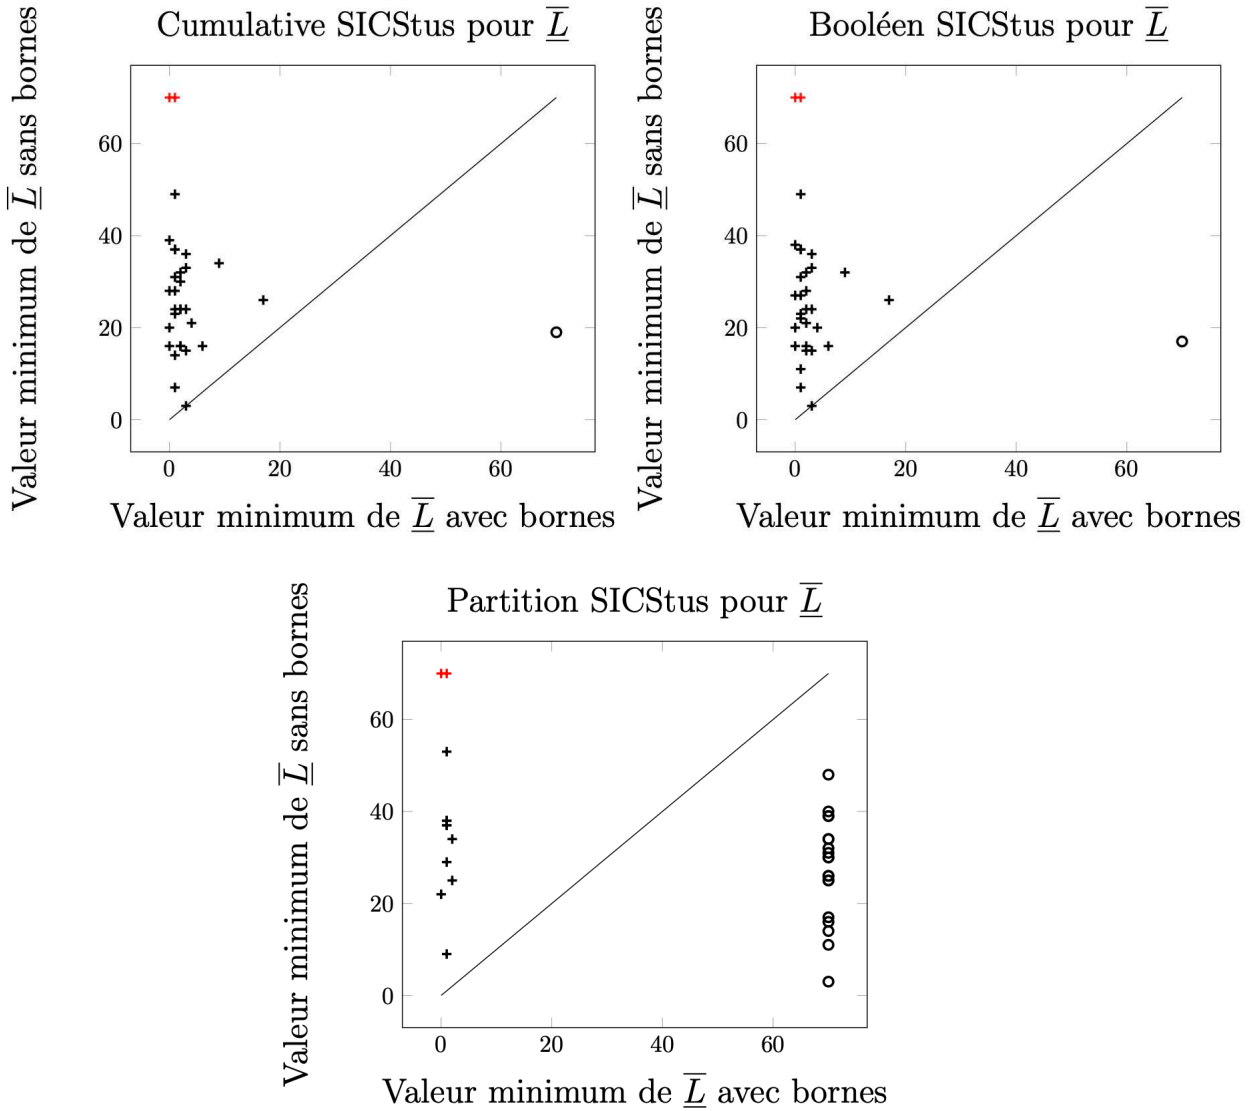 Cumulative SICStus pour L
Valeur minimum de L sans bornes
60
40
20
0
0 20 40 60
Valeur minimum de L avec bornes
Booléen SICStus pour L
Valeur minimum de L sans bornes
60
40
20
0
0 20 40 60
Valeur minimum de L avec bornes
Partition SICStus pour L
Valeur minimum de L sans bornes
60
40
20
0
0 20 40 60
Valeur minimum de L avec bornes